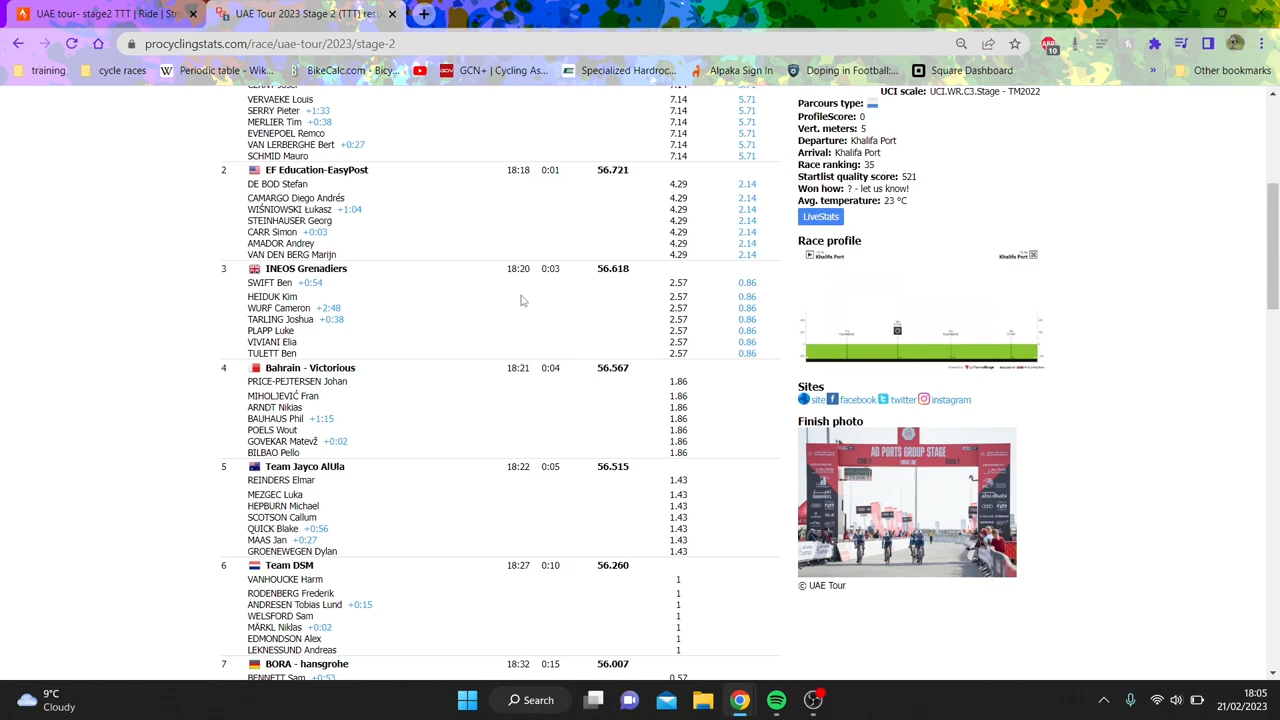 UAE tour - stage2 TTT | Ride |
UAE Tour 2023 Stage 2 (TTT) res
procyclingstats.com/race/uae-tour/2023/stage-2
10
training
cycle races
Periodic table - Wik...
BikeCalc.com - Bicy...
GCN+ | Cycling As...
Specialized Hardroc...
Alpaka Sign In
Doping in Football:...
Square Dashboard
»
Other bookmarks
7.14 5.71
VERVAEKE Louis 7.14 5.71
SERRY Pieter +1:33 7.14 5.71
MERLIER Tim +0:38 7.14 5.71
EVENEPOEL Remco 7.14 5.71
VAN LERBERGHE Bert +0:27 7.14 5.71
SCHMID Mauro 7.14 5.71
2 EF Education-EasyPost 18:18 0:01 56.721
DE BOD Stefan 4.29 2.14
CAMARGO Diego Andrés 4.29 2.14
WIŚNIOWSKI Łukasz +1:04 4.29 2.14
STEINHAUSER Georg 4.29 2.14
CARR Simon +0:03 4.29 2.14
AMADOR Andrey 4.29 2.14
VAN DEN BERG Marijn 4.29 2.14
3 INEOS Grenadiers 18:20 0:03 56.618
SWIFT Ben +0:54 2.57 0.86
HEIDUK Kim 2.57 0.86
WURF Cameron +2:48 2.57 0.86
TARLING Joshua +0:38 2.57 0.86
PLAPP Luke 2.57 0.86
VIVIANI Elia 2.57 0.86
TULETT Ben 2.57 0.86
4 Bahrain - Victorious 18:21 0:04 56.567
PRICE-PEJTERSEN Johan 1.86
MIHOLJEVIĆ Fran 1.86
ARNDT Nikias 1.86
BAUHAUS Phil +1:15 1.86
POELS Wout 1.86
GOVEKAR Matevž +0:02 1.86
BILBAO Pello 1.86
5 Team Jayco AlUla 18:22 0:05 56.515
REINDERS Elmar 1.43
MEZGEC Luka 1.43
HEPBURN Michael 1.43
SCOTSON Callum 1.43
QUICK Blake +0:56 1.43
MAAS Jan +0:27 1.43
GROENEWEGEN Dylan 1.43
6 Team DSM 18:27 0:10 56.260
VANHOUCKE Harm 1
RODENBERG Frederik 1
ANDRESEN Tobias Lund +0:15 1
WELSFORD Sam 1
MÄRKL Niklas +0:02 1
EDMONDSON Alex 1
LEKNESSUND Andreas 1
7 BORA - hansgrohe 18:32 0:15 56.007
BENNETT Sam +0:53 0.57
UCI scale: UCI.WR.C3.Stage - TM2022
Parcours type:
ProfileScore: 0
Vert. meters: 5
Departure: Khalifa Port
Arrival: Khalifa Port
Race ranking: 35
Startlist quality score: 521
Won how: ? - let us know!
Avg. temperature: 23 °C
LiveStats
Race profile
Khalifa Port
Khalifa Port
Sites
site facebook twitter instagram
Finish photo
AD PORTS GROUP STAGE
© UAE Tour
9°C
Cloudy
Search
18:05
21/02/2023